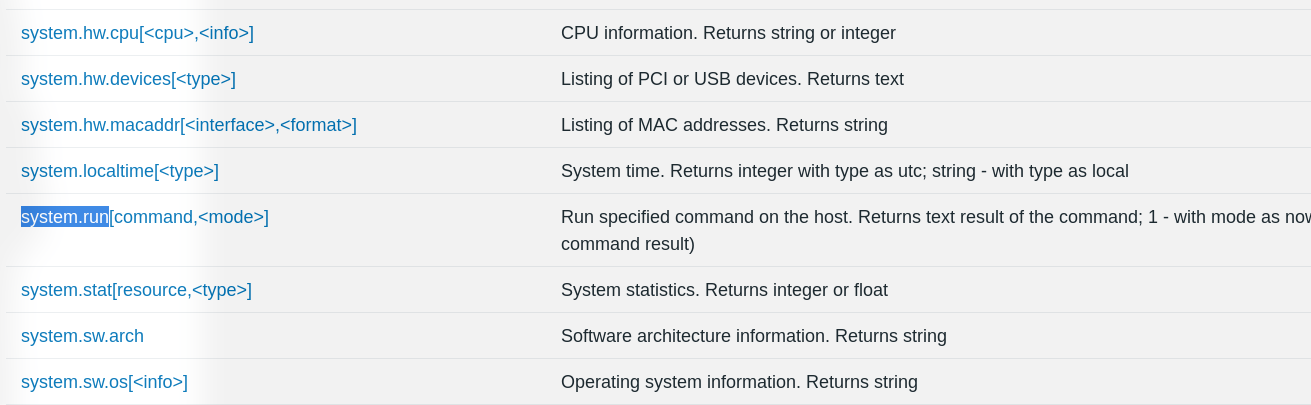 system.hw.cpu[<cpu>,<info>] CPU information. Returns string or integer
system.hw.devices[<type>] Listing of PCI or USB devices. Returns text
system.hw.macaddr[<interface>,<format>] Listing of MAC addresses. Returns string
system.localtime[<type>] System time. Returns integer with type as utc; string - with type as local
system.run[command,<mode>] Run specified command on the host. Returns text result of the command; 1 - with mode as
command result)
system.stat[resource,<type>] System statistics. Returns integer or float
system.sw.arch Software architecture information. Returns string
system.sw.os[<info>] Operating system information. Returns string